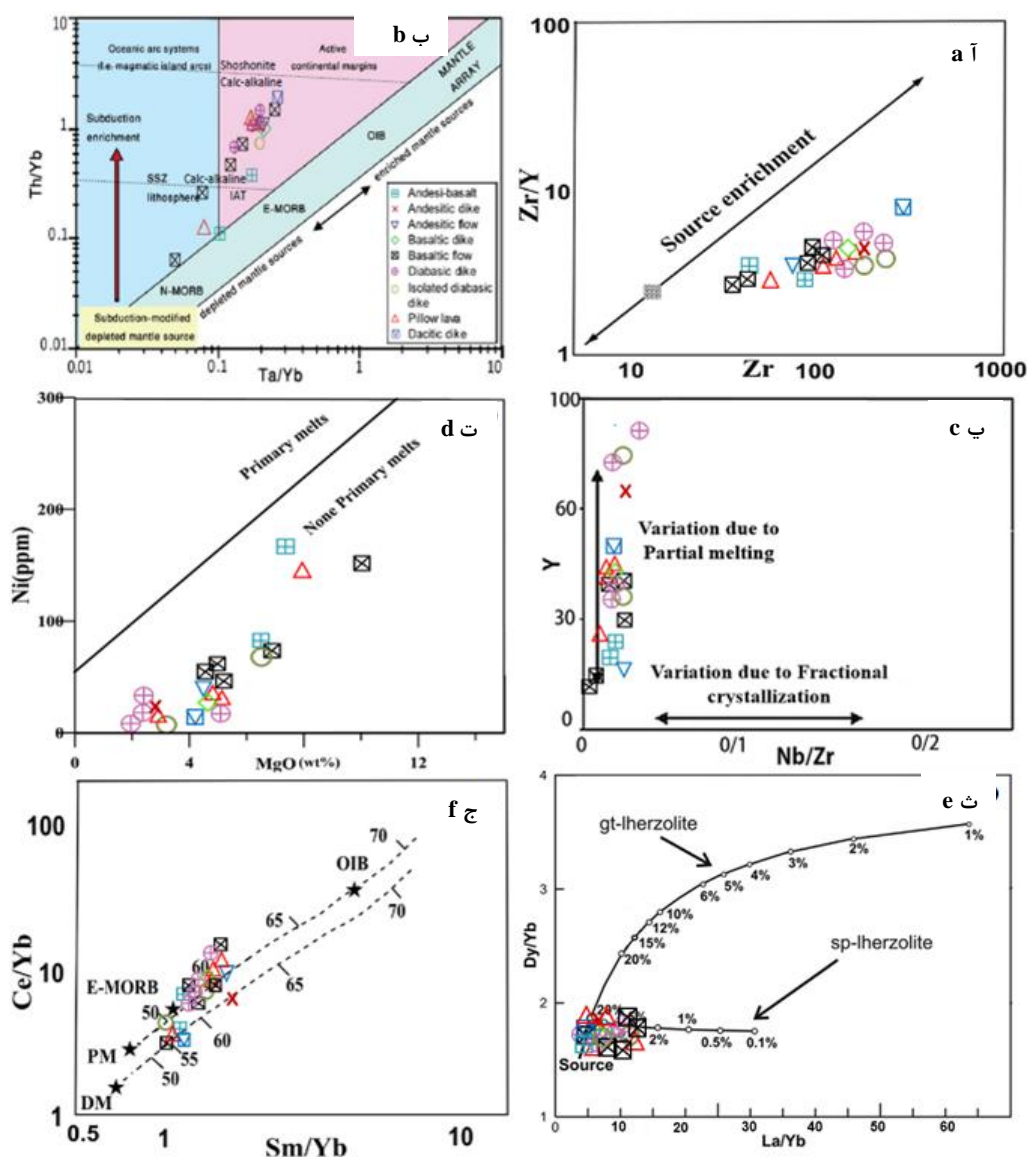 b ب
10
1
0.1
0.01
0.01
0.1
1
10
Th/Yb
Ta/Yb
Oceanic arc systems
(i.e. magmatic island arcs)
Active
continental margins
Shoshonite
Calc-alkaline
MANTLE
ARRAY
Subduction
enrichment
SSZ
lithosphere
Calc-alkaline
IAT
OIB
E-MORB
N-MORB
enriched mantle sources
depleted mantle sources
Subduction-modified
depleted mantle source
Andesi-basalt
Andesitic dike
Andesitic flow
Basaltic dike
Basaltic flow
Diabasic dike
Isolated diabasic
dike
Pillow lava
Dacitic dike
a آ
100
10
1
10
100
1000
Zr/Y
Zr
Source enrichment
d ت
300
200
100
0
0
4
8
12
Ni(ppm)
MgO (wt%)
Primary melts
None Primary melts
c پ
100
60
30
0
0
0/1
0/2
Y
Nb/Zr
Variation due to
Partial melting
Variation due to Fractional
crystallization
f ج
100
10
1
0.5
1
10
Ce/Yb
Sm/Yb
OIB
E-MORB
PM
DM
50
60
65
70
50
55
60
65
70
e ث
4
3
2
1
0
10
20
30
40
50
60
Dy/Yb
La/Yb
gt-lherzolite
sp-lherzolite
1%
2%
3%
4%
5%
6%
10%
12%
15%
20%
20%
2%
1%
0.5%
0.1%
Source